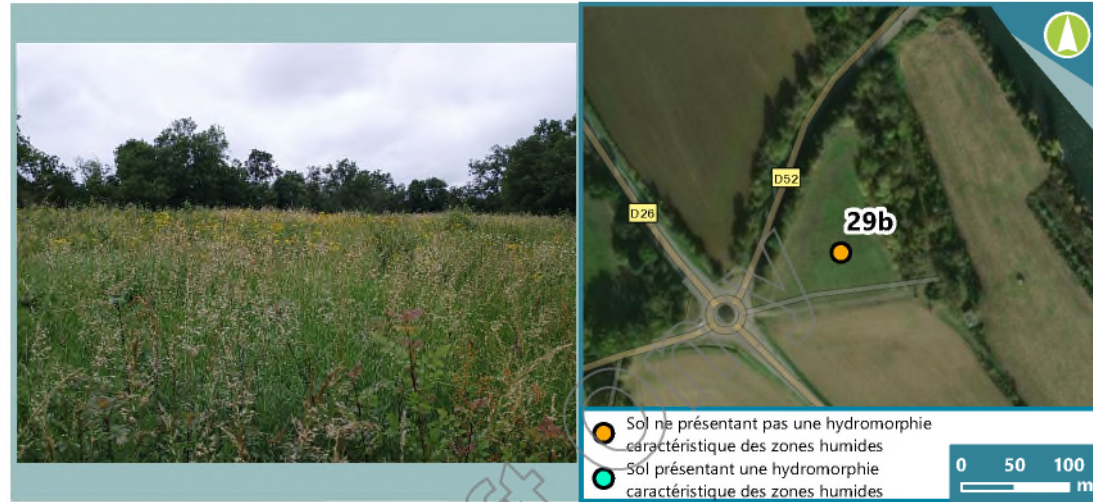 D52
D26
29b
Sol ne présentant pas une hydromorphie
caractéristique des zones humides
Sol présentant une hydromorphie
caractéristique des zones humides
0 50 100
m